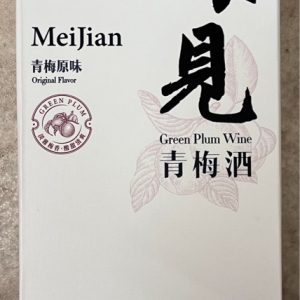 MeiJian
青梅原味
Original Flavor
GREEN PLUM
見
Green Plum Wine
青梅酒